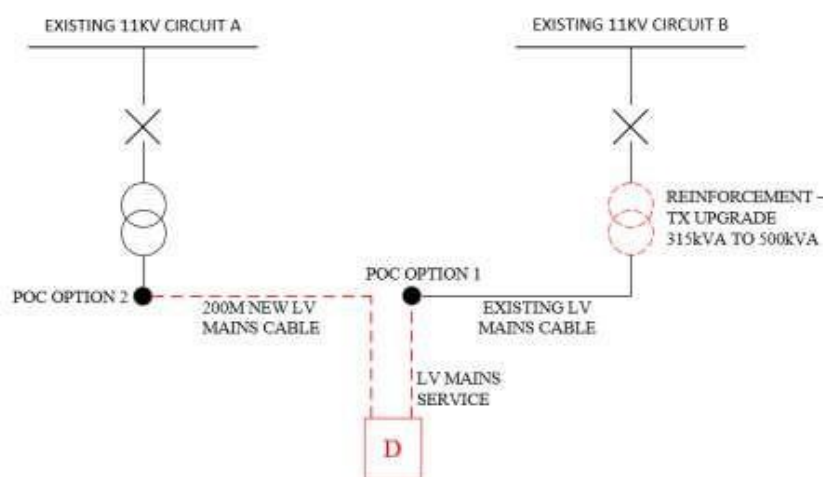 EXISTING 11KV CIRCUIT A
EXISTING 11KV CIRCUIT B
REINFORCEMENT –
TX UPGRADE
315kVA TO 500kVA
POC OPTION 1
POC OPTION 2
200M NEW LV
MAINS CABLE
EXISTING LV
MAINS CABLE
LV MAINS
SERVICE
D